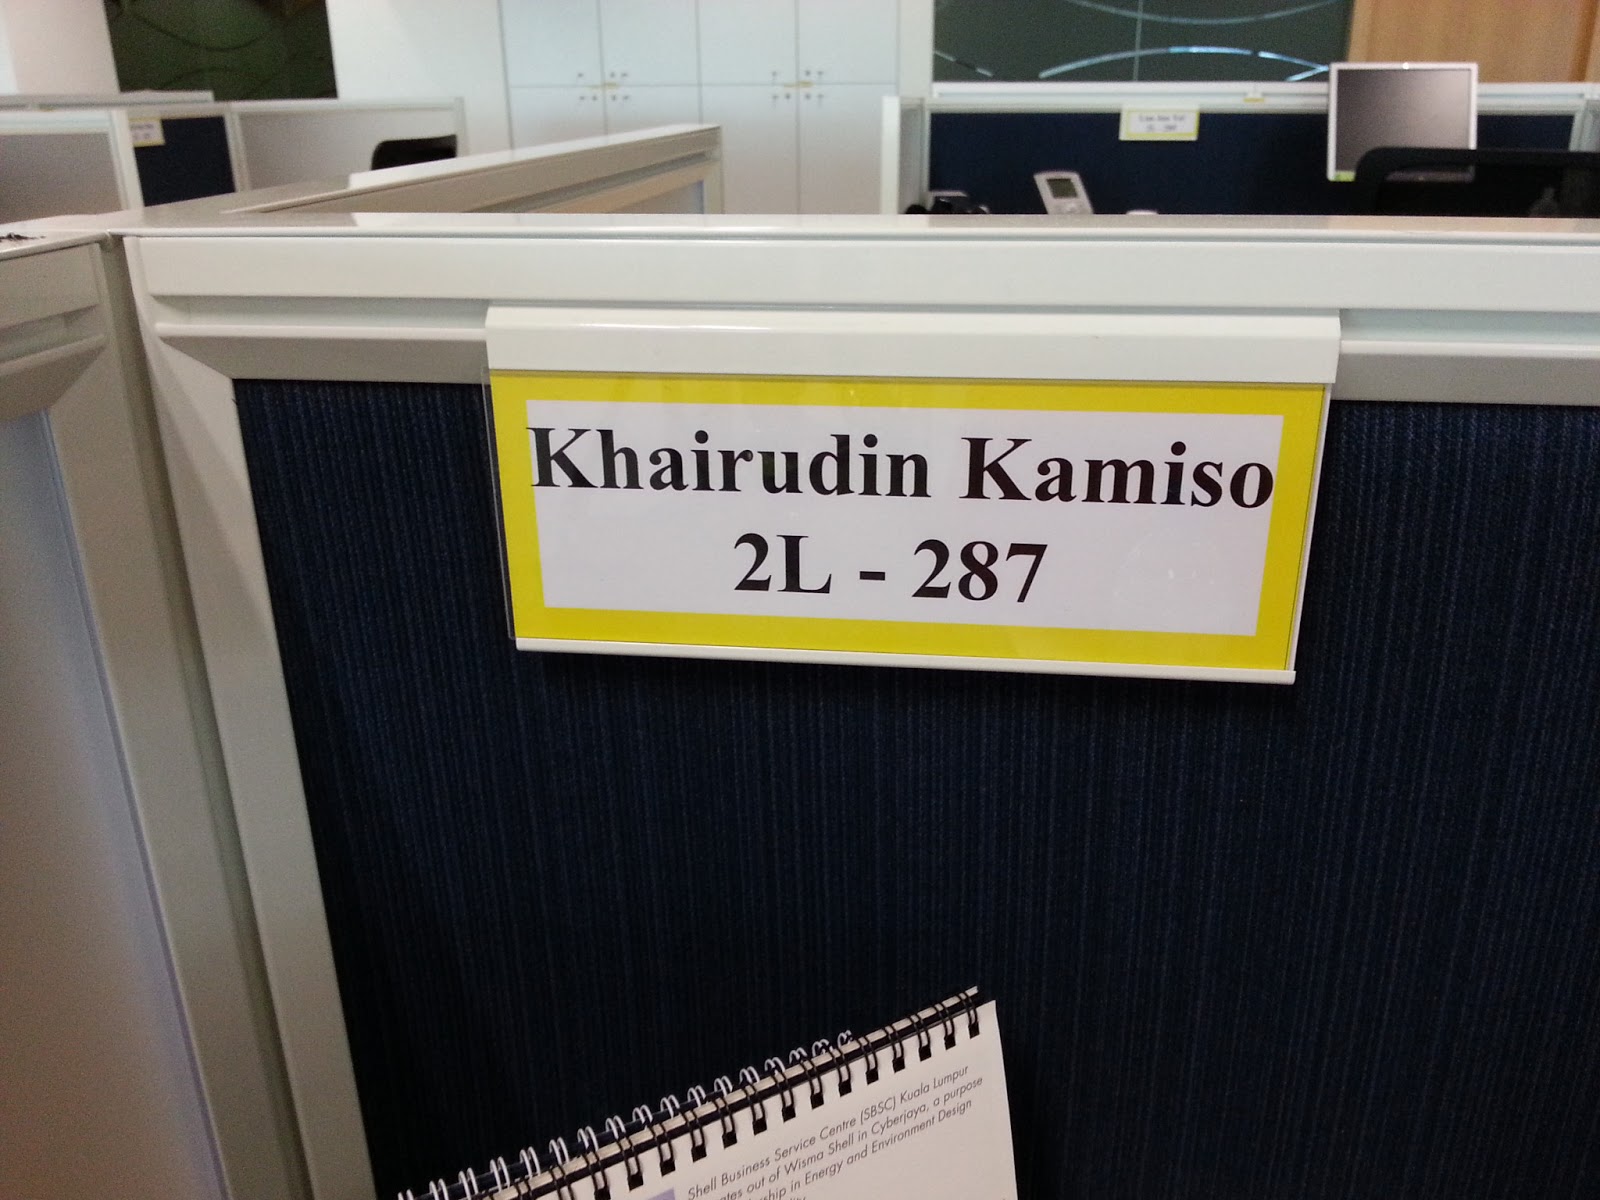 Khairudin Kamiso
2L - 287
Shell Business Service Centre (SBSC) Kuala Lumpur
out of Wisma Shell in Cyberjaya, a purpose
in Energy and Environment Design